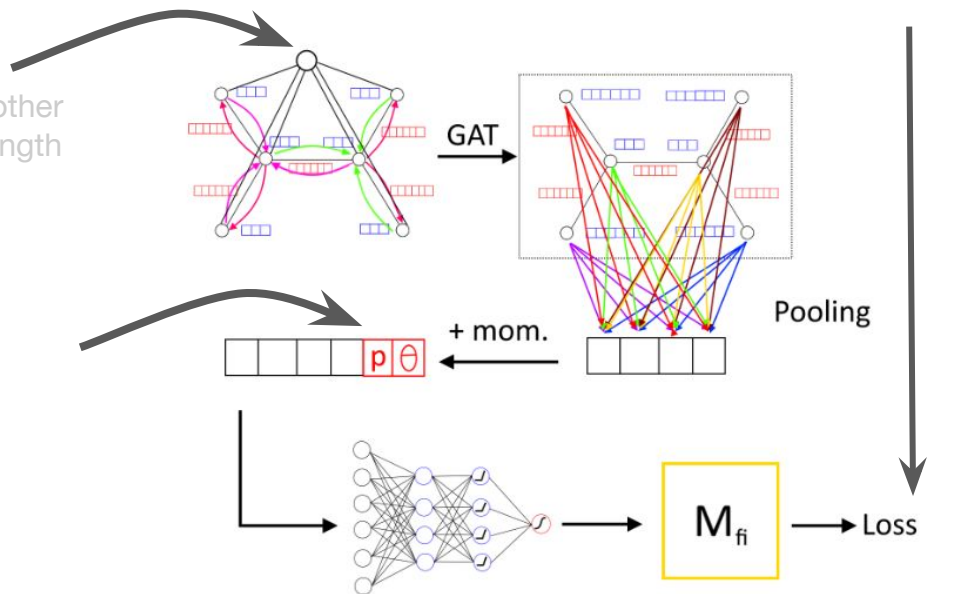 other
ngth
GAT
Pooling
+ mom.
p θ
M_fi
Loss